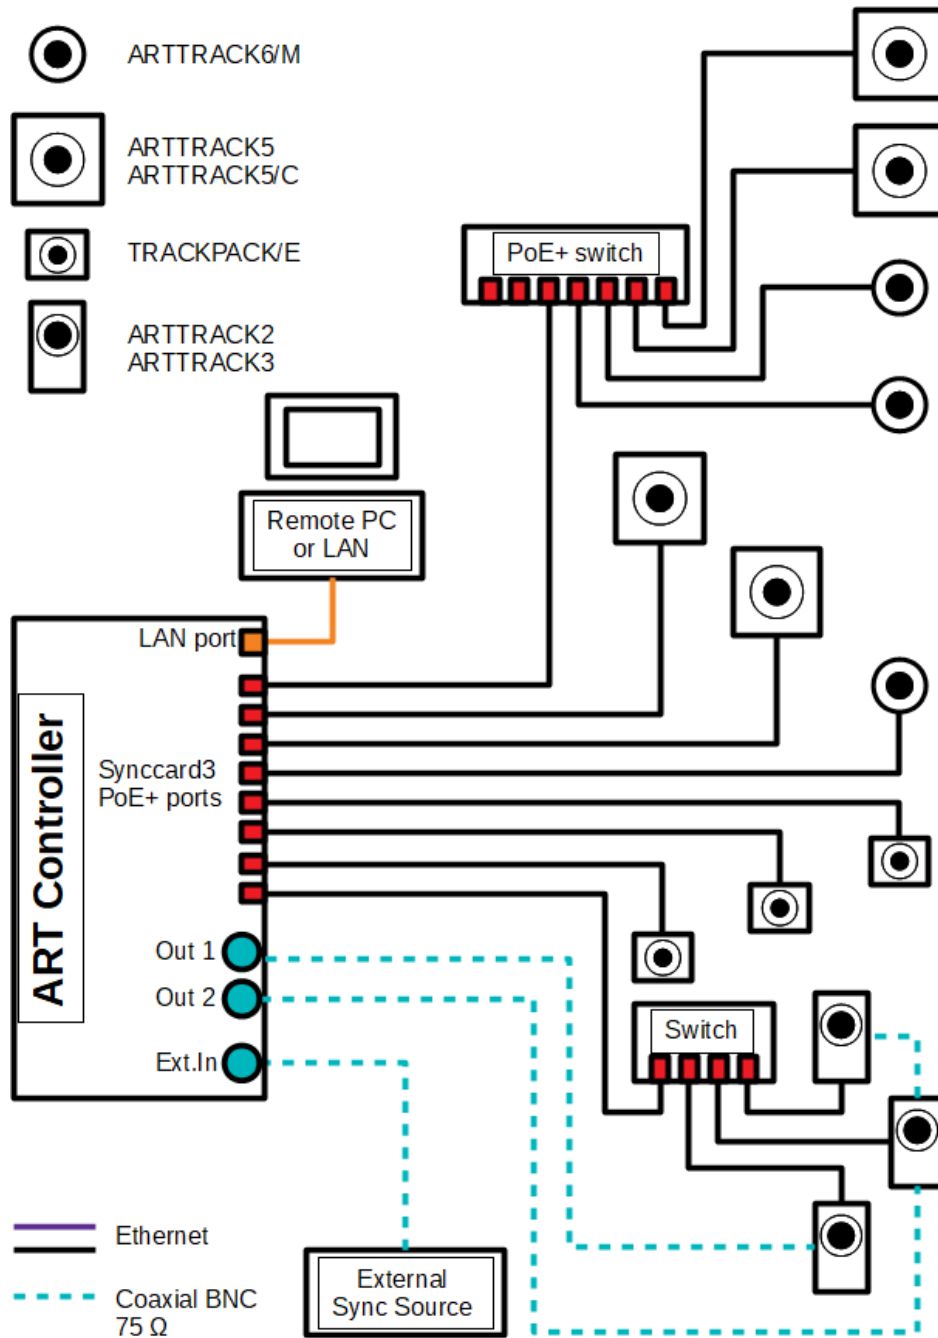 ARTTRACK6/M
ARTTRACK5
ARTTRACK5/C
TRACKPACK/E
ARTTRACK2
ARTTRACK3
PoE+ switch
Remote PC
or LAN
LAN port
ART Controller
Synccard3
PoE+ ports
Out 1
Out 2
Ext.In
Switch
Ethernet
External
Sync Source
Coaxial BNC
75 Ω